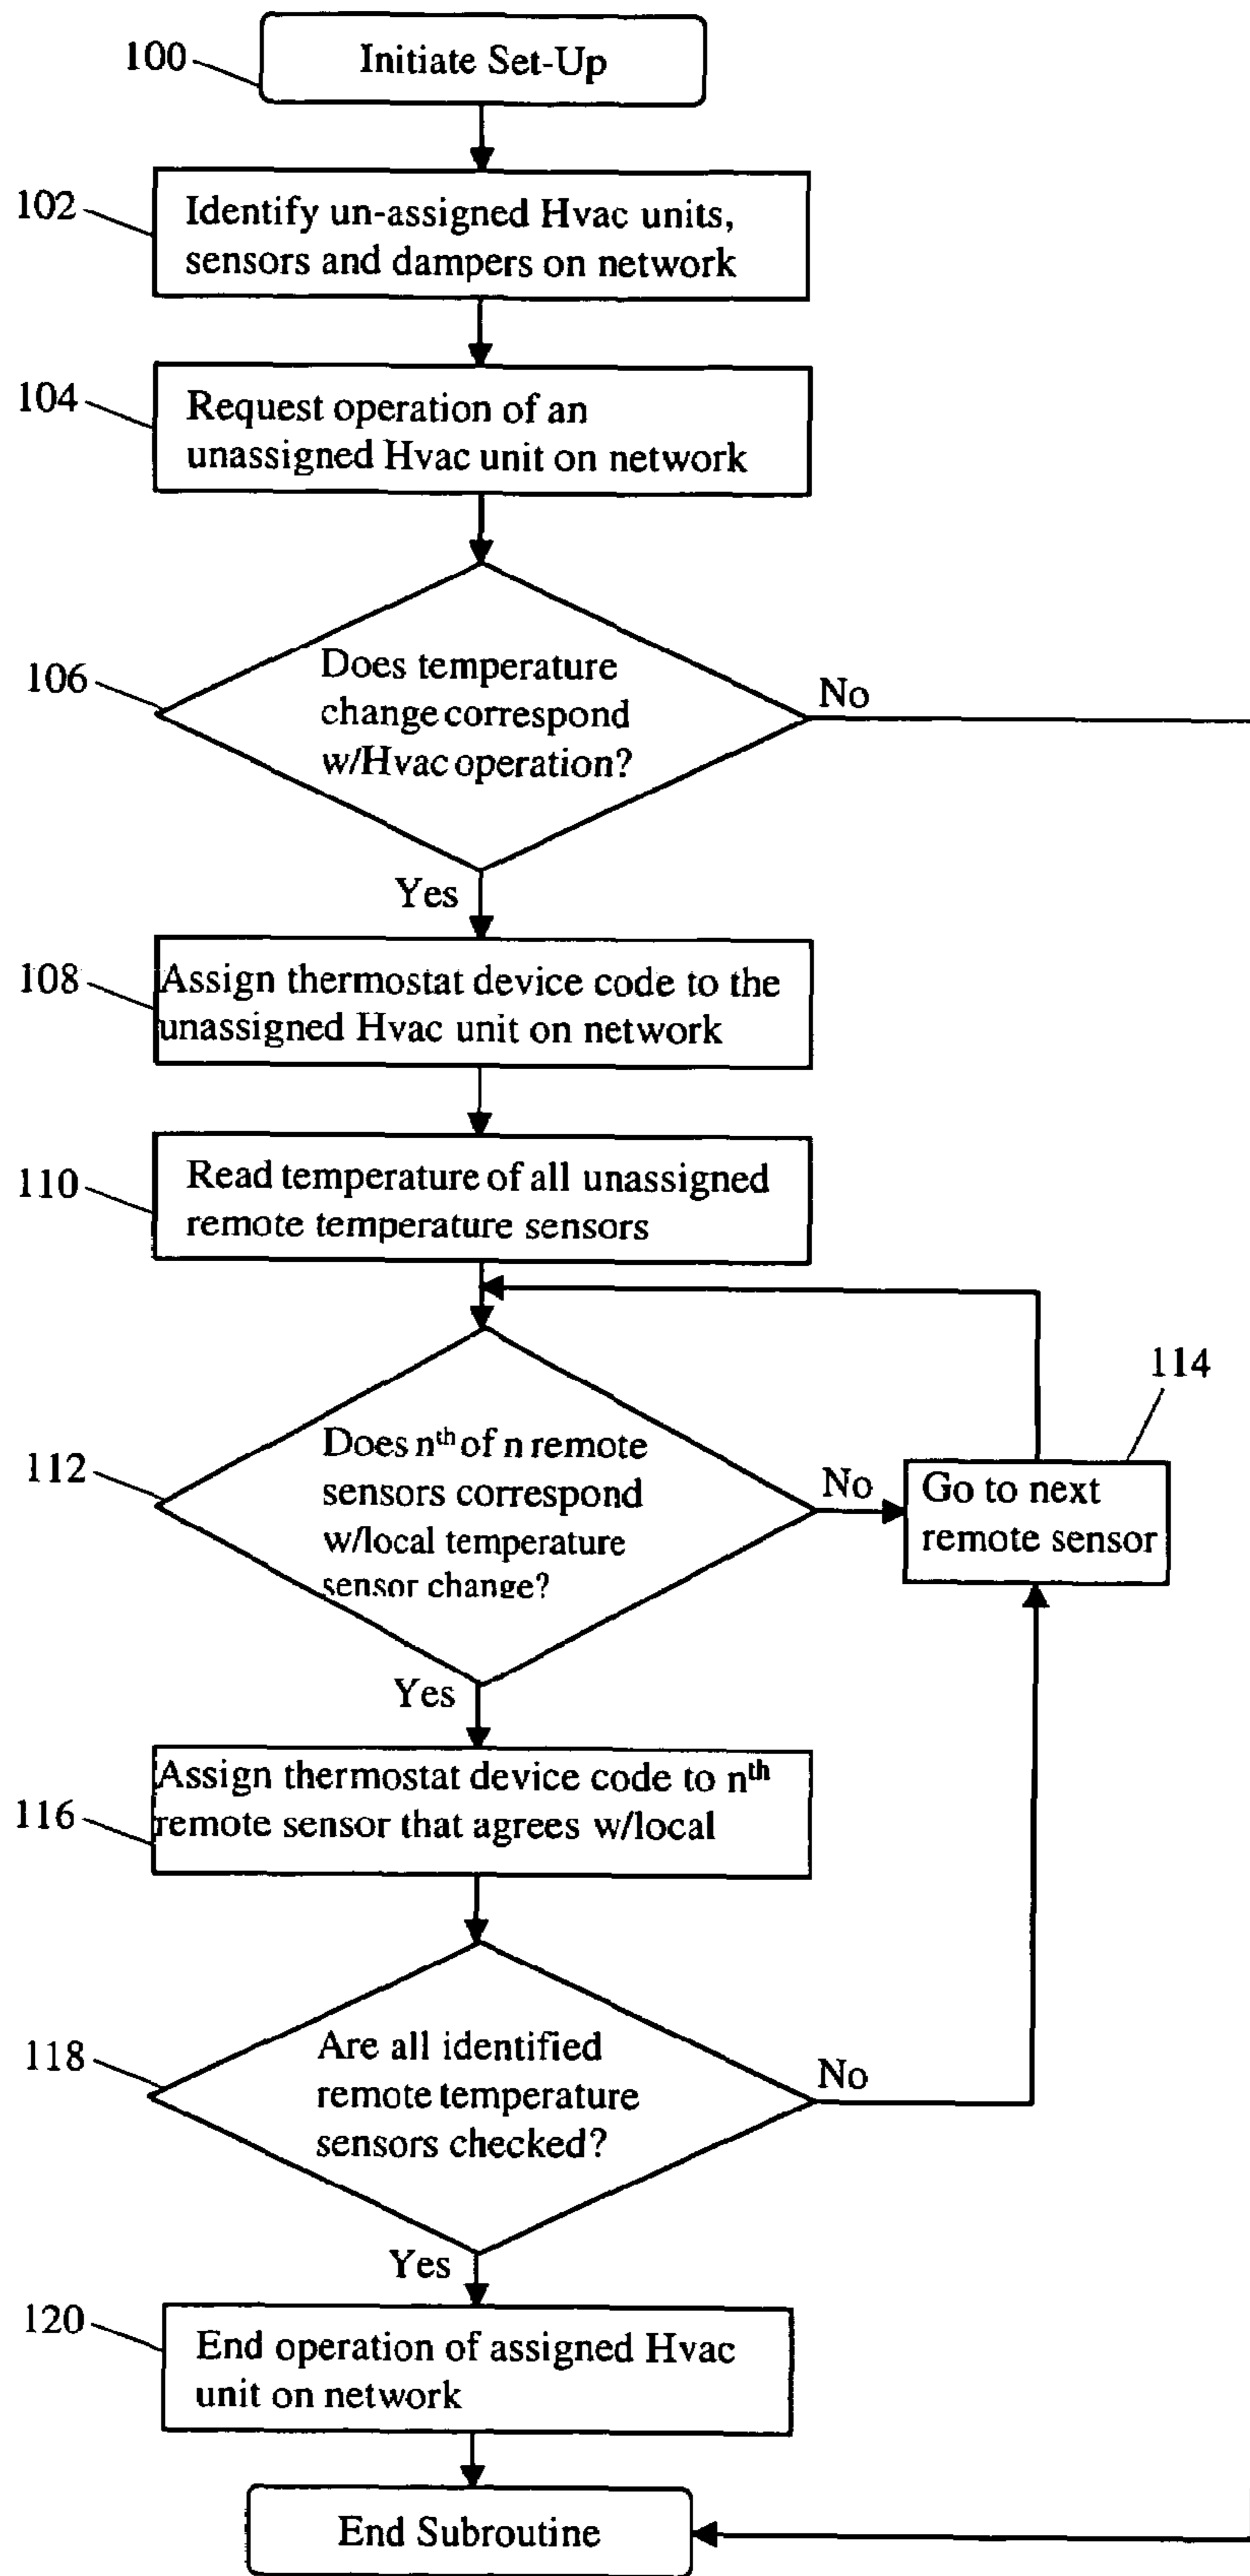 100
Initiate Set-Up
102
Identify un-assigned Hvac units,
sensors and dampers on network
104
Request operation of an
unassigned Hvac unit on network
106
Does temperature
change correspond
w/Hvac operation?
No
Yes
108
Assign thermostat device code to the
unassigned Hvac unit on network
110
Read temperature of all unassigned
remote temperature sensors
112
Does nth of n remote
sensors correspond
w/local temperature
sensor change?
No
114
Go to next
remote sensor
Yes
116
Assign thermostat device code to nth
remote sensor that agrees w/local
118
Are all identified
remote temperature
sensors checked?
No
Yes
120
End operation of assigned Hvac
unit on network
End Subroutine